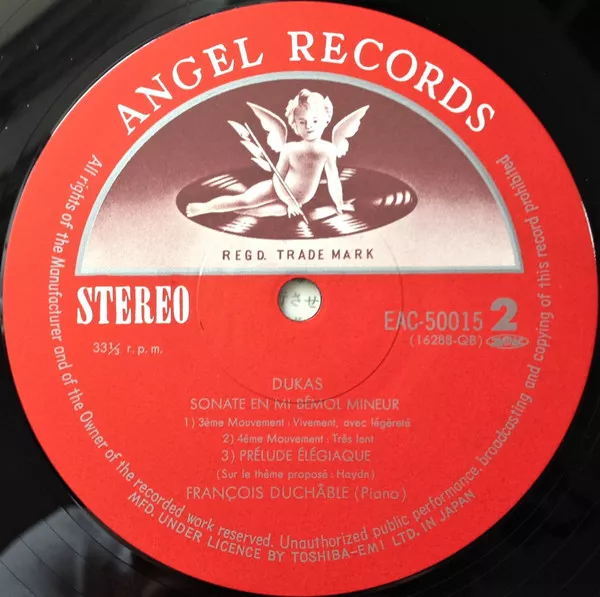 ANGEL RECORDS
REGD. TRADE MARK
STEREO
33⅓ r.p.m.
EAC-50015 2
(16288-QB)
DUKAS
SONATE EN MI BÉMOL MINEUR
1) 3ème Mouvement : Vivement, avec légèreté
2) 4ème Mouvement : Très lent
3) PRÉLUDE ÉLÉGIAQUE
(Sur le thème proposé : Haydn)
FRANÇOIS DUCHÂBLE (Piano)
All rights of the Manufacturer and of the Owner of the recorded work reserved. Unauthorized public performance, broadcasting and copying of this record prohibited
MFD. UNDER LICENCE BY TOSHIBA-EMI LTD. IN JAPAN